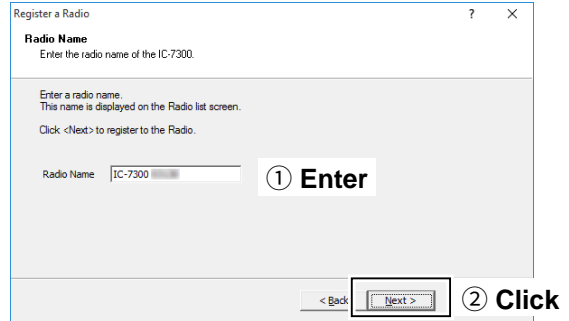 Register a Radio ? ×
Radio Name
Enter the radio name of the IC-7300.
Enter a radio name.
This name is displayed on the Radio list screen.
Click <Next> to register to the Radio.
Radio Name IC-7300
① Enter
< Back Next >
② Click